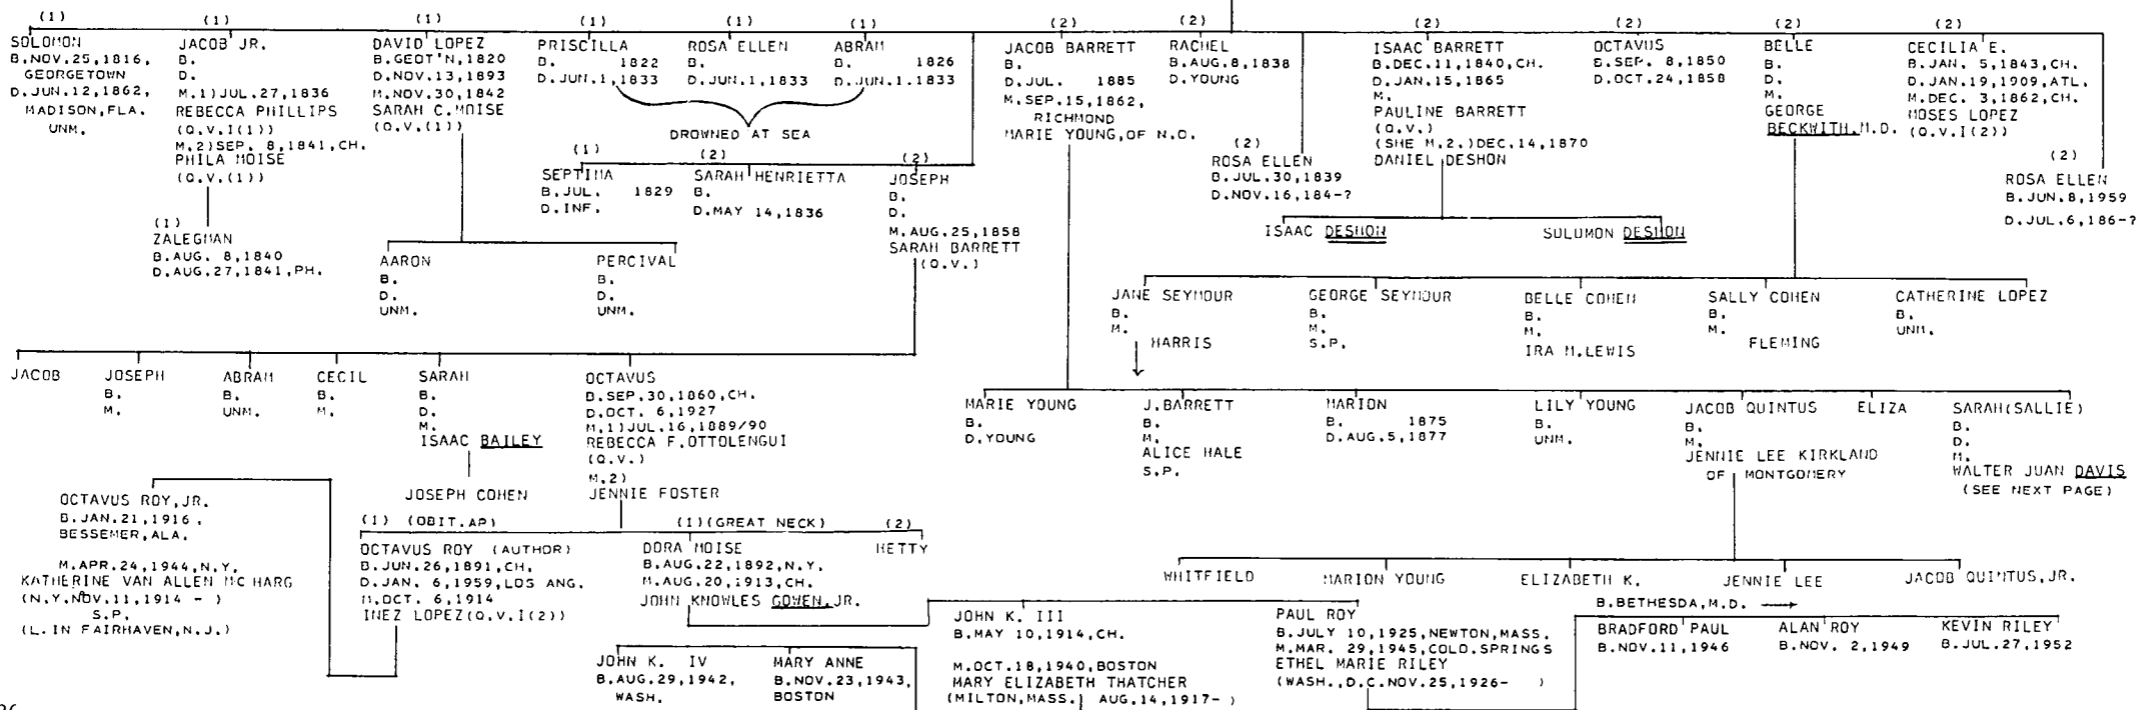 (1)
SOLOMON
B.NOV.25,1816,
GEORGETOWN
D.JUN.12,1862,
MADISON,FLA.
UNM.
(1)
JACOB JR.
B.
D.
M.1)JUL.27,1836
REBECCA PHILLIPS
(Q.V.I(1))
M.2)SEP. 8,1841,CH.
PHILA MOISE
(Q.V.(1))
(1)
DAVID LOPEZ
B.GEOT'N,1820
D.NOV.13,1893
M.NOV.30,1842
SARAH C.MOISE
(Q.V.(1))
(1)
PRISCILLA
B. 1822
D.JUN.1,1833
(1)
ROSA ELLEN
B.
D.JUN.1,1833
(1)
ABRAM
B. 1826
D.JUN.1.1833
DROWNED AT SEA
(2)
JACOB BARRETT
B.
D.JUL. 1885
M.SEP.15,1862,
RICHMOND
MARIE YOUNG,OF N.O.
(2)
RACHEL
B.AUG.8,1838
D.YOUNG
(2)
ISAAC BARRETT
B.DEC.11,1840,CH.
D.JAN.15,1865
M.
PAULINE BARRETT
(Q.V.)
(SHE M.2.)DEC.14,1870
DANIEL DESHON
(2)
OCTAVUS
B.SEP. 8,1850
D.OCT.24,1858
(2)
BELLE
B.
D.
M.
GEORGE
BECKWITH,M.D.
(2)
CECILIA E.
B.JAN. 5,1843,CH.
D.JAN.19,1909,ATL.
M.DEC. 3,1862,CH.
MOSES LOPEZ
(Q.V.I(2))
(1)
SEPTIMA
B.JUL. 1829
D.INF.
(2)
SARAH HENRIETTA
B.
D.MAY 14,1836
(2)
JOSEPH
B.
D.
M.AUG.25,1858
SARAH BARRETT
(Q.V.)
(2)
ROSA ELLEN
B.JUL.30,1839
D.NOV.16,184-?
(2)
ROSA ELLEN
B.JUN.8,1959
D.JUL.6,186-?
(1)
ZALEGMAN
B.AUG. 8,1840
D.AUG.27,1841,PH.
AARON
B.
D.
UNM.
PERCIVAL
B.
D.
UNM.
ISAAC DESHON
SOLOMON DESHON
JANE SEYMOUR
B.
M.
HARRIS
GEORGE SEYMOUR
B.
M.
S.P.
BELLE COHEN
B.
M.
IRA M.LEWIS
SALLY COHEN
B.
M.
FLEMING
CATHERINE LOPEZ
B.
UNM.
JACOB
JOSEPH
B.
M.
ABRAM
B.
UNM.
CECIL
B.
M.
SARAH
B.
D.
M.
ISAAC BAILEY
OCTAVUS
B.SEP.30,1860,CH.
D.OCT. 6,1927
M.1)JUL.16,1889/90
REBECCA F.OTTOLENGUI
(Q.V.)
M.2)
JENNIE FOSTER
MARIE YOUNG
B.
D.YOUNG
J.BARRETT
B.
M.
ALICE HALE
S.P.
MARION
B. 1875
D.AUG.5,1877
LILY YOUNG
B.
UNM.
JACOB QUINTUS
B.
M.
JENNIE LEE KIRKLAND
OF MONTGOMERY
ELIZA
SARAH(SALLIE)
B.
D.
M.
WALTER JUAN DAVIS
(SEE NEXT PAGE)
JOSEPH COHEN
OCTAVUS ROY,JR.
B.JAN.21,1916,
BESSEMER,ALA.
M.APR.24,1944,N.Y.
KATHERINE VAN ALLEN MC HARG
(N.Y.NOV.11,1914 - )
S.P.
(L.IN FAIRHAVEN,N.J.)
(1) (OBIT.AP)
OCTAVUS ROY (AUTHOR)
B.JUN.26,1891,CH.
D.JAN. 6,1959,LOS ANG.
M.OCT. 6,1914
INEZ LOPEZ(Q.V.I(2))
(1)(GREAT NECK)
DORA MOISE
B.AUG.22,1892,N.Y.
M.AUG.20,1913,CH.
JOHN KNOWLES GOWEN,JR.
(2)
HETTY
WHITFIELD
MARION YOUNG
ELIZABETH K.
JENNIE LEE
JACOB QUINTUS,JR.
JOHN K. III
B.MAY 10,1914,CH.
M.OCT.18,1940,BOSTON
MARY ELIZABETH THATCHER
(MILTON,MASS. AUG.14,1917- )
PAUL ROY
B.JULY 10,1925,NEWTON,MASS.
M.MAR. 29,1945,COLD.SPRINGS
ETHEL MARIE RILEY
(WASH.,D.C.NOV.25,1926- )
B.BETHESDA,M.D. →
BRADFORD PAUL
B.NOV.11,1946
ALAN ROY
B.NOV. 2,1949
KEVIN RILEY
B.JUL.27,1952
JOHN K. IV
B.AUG.29,1942,
WASH.
MARY ANNE
B.NOV.23,1943,
BOSTON